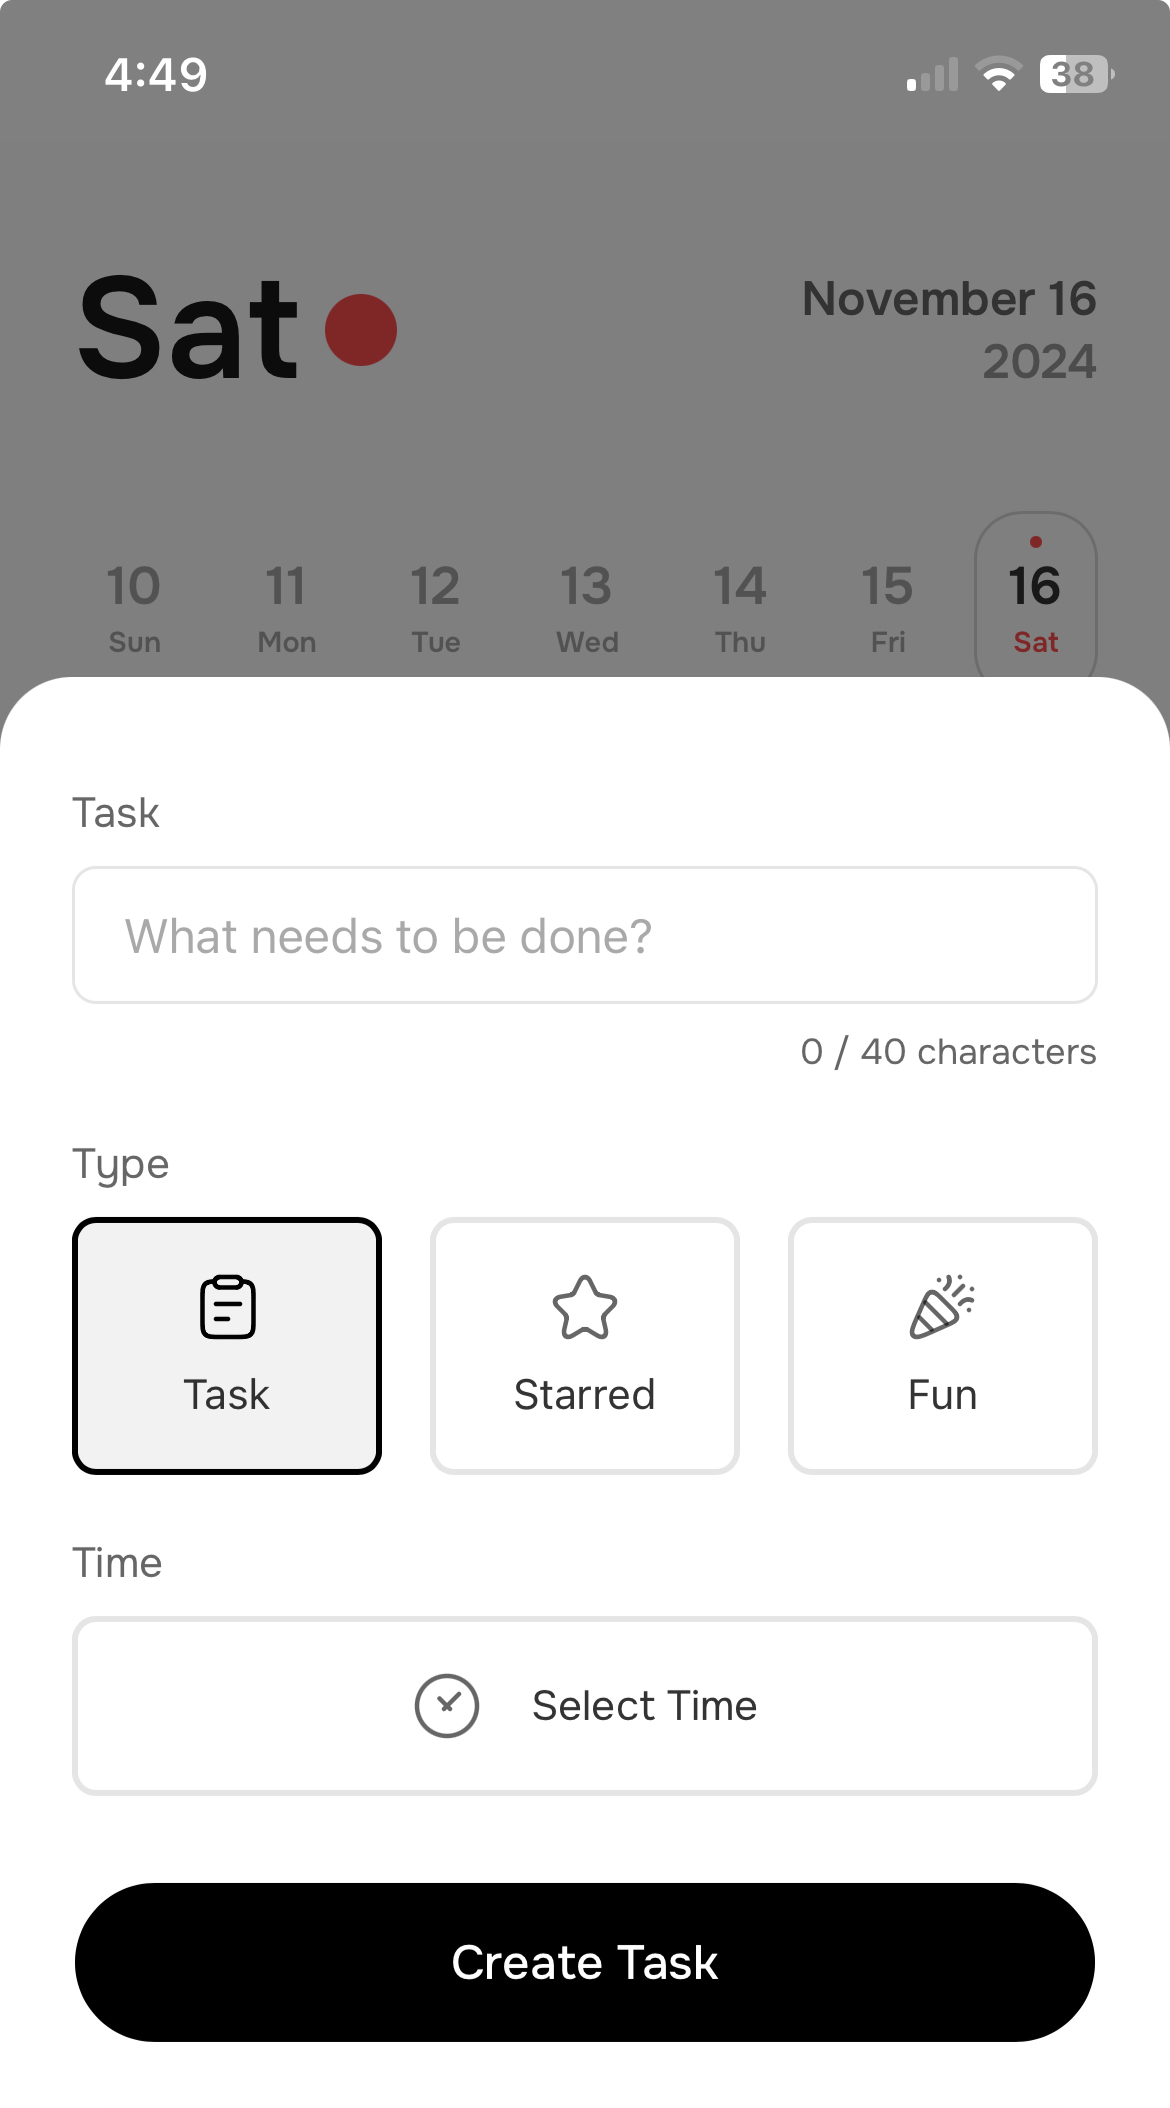 4:49
38
Sat
November 16
2024
10 11 12 13 14 15 16
Sun Mon Tue Wed Thu Fri Sat
Task
What needs to be done?
0 / 40 characters
Type
Task Starred Fun
Time
Select Time
Create Task